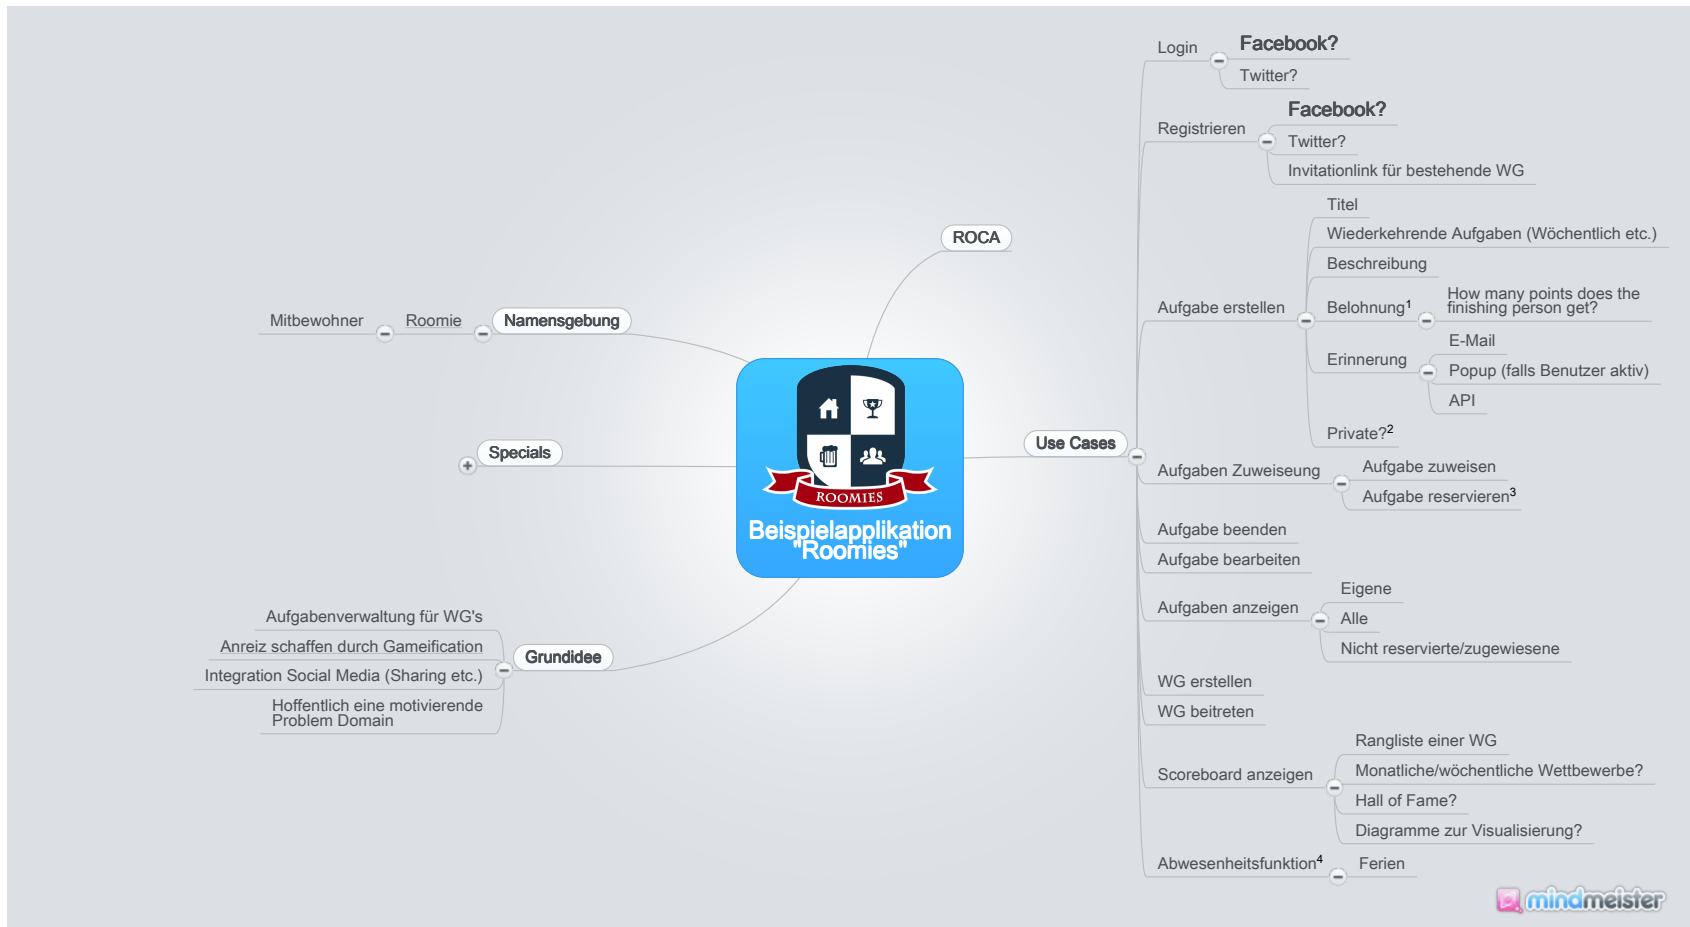 ROCA
Namensgebung
Roomie
Mitbewohner
Specials
Grundidee
Aufgabenverwaltung für WG's
Anreiz schaffen durch Gameification
Integration Social Media (Sharing etc.)
Hoffentlich eine motivierende
Problem Domain
ROOMIES
Beispielapplikation
"Roomies"
Use Cases
Login
Facebook?
Twitter?
Registrieren
Facebook?
Twitter?
Invitationlink für bestehende WG
Aufgabe erstellen
Titel
Wiederkehrende Aufgaben (Wöchentlich etc.)
Beschreibung
Belohnung¹
How many points does the
finishing person get?
Erinnerung
E-Mail
Popup (falls Benutzer aktiv)
API
Private?²
Aufgaben Zuweiseung
Aufgabe zuweisen
Aufgabe reservieren³
Aufgabe beenden
Aufgabe bearbeiten
Aufgaben anzeigen
Eigene
Alle
Nicht reservierte/zugewiesene
WG erstellen
WG beitreten
Scoreboard anzeigen
Rangliste einer WG
Monatliche/wöchentliche Wettbewerbe?
Hall of Fame?
Diagramme zur Visualisierung?
Abwesenheitsfunktion⁴
Ferien
mindmeister